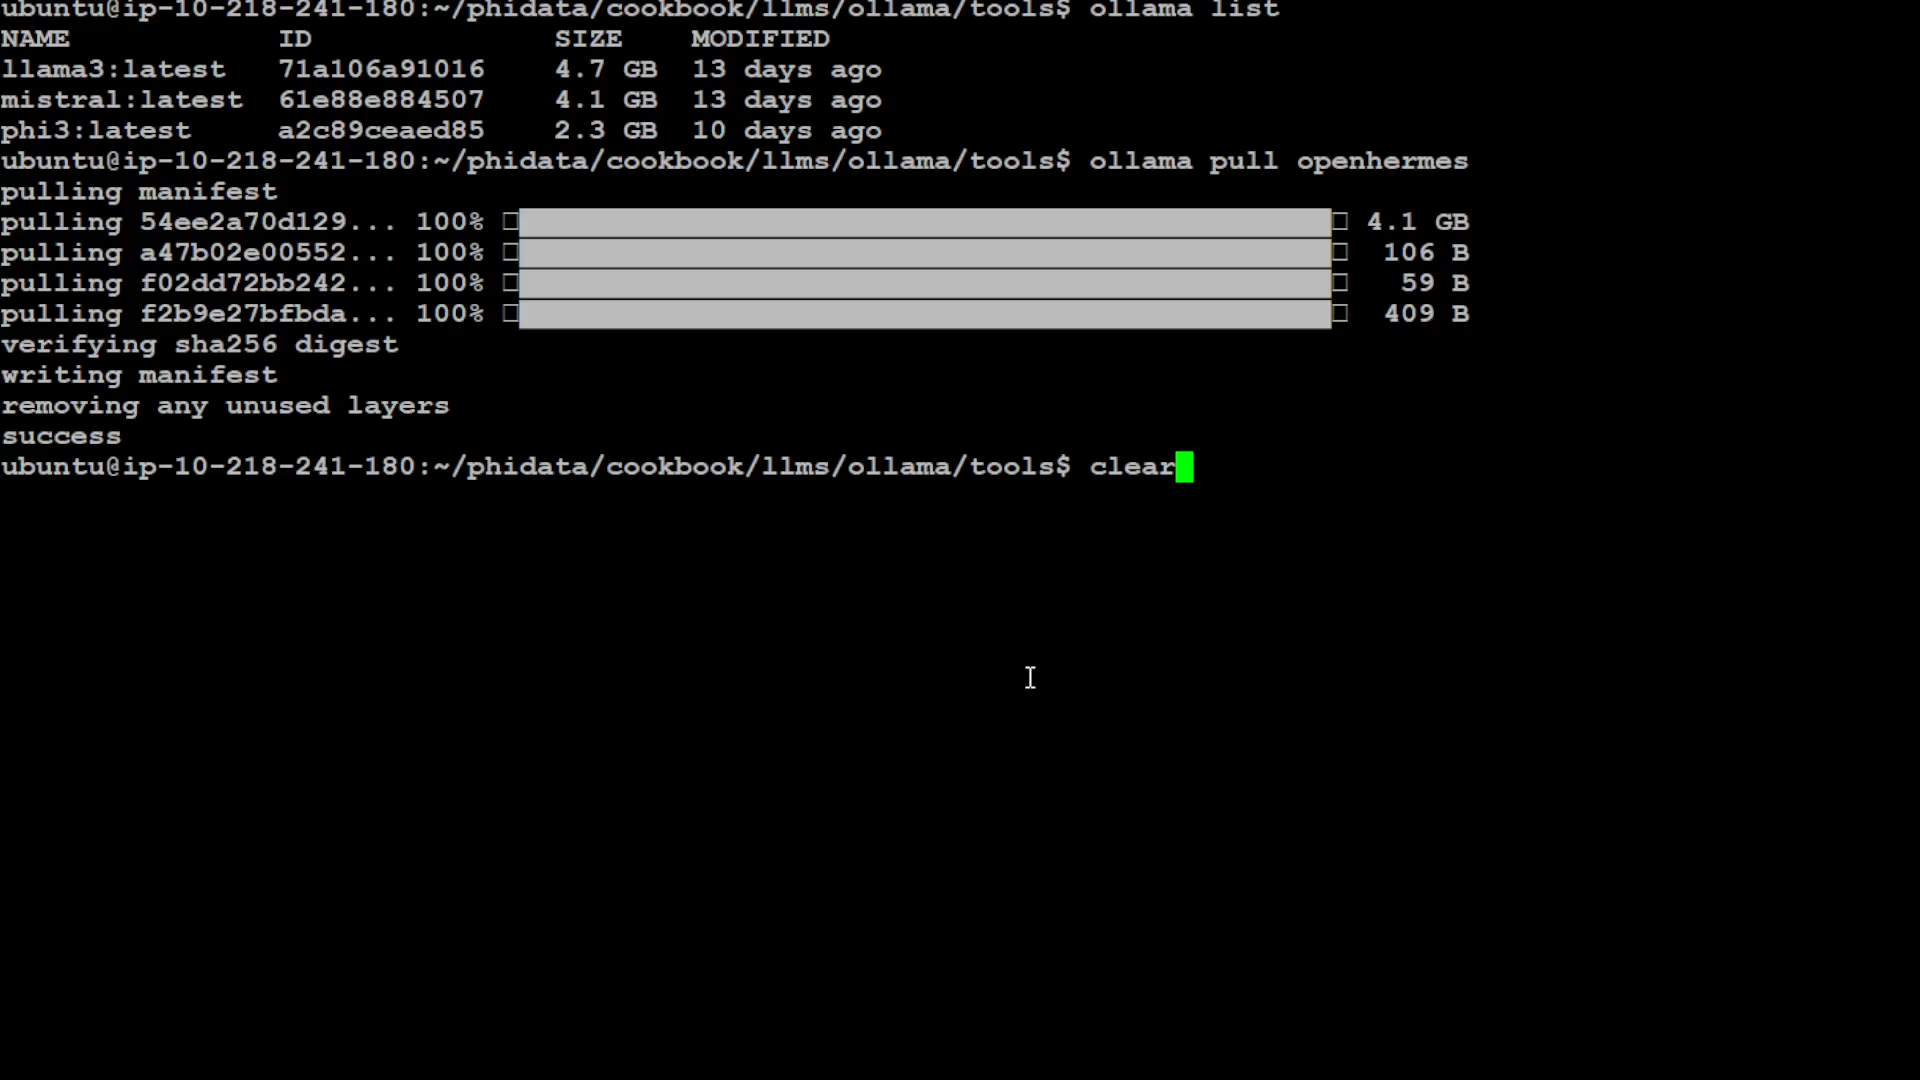 ubuntu@ip-10-218-241-180:~/phidata/cookbook/llms/ollama/tools$ ollama list
NAME ID SIZE MODIFIED
llama3:latest 71a106a91016 4.7 GB 13 days ago
mistral:latest 61e88e884507 4.1 GB 13 days ago
phi3:latest a2c89ceaed85 2.3 GB 10 days ago
ubuntu@ip-10-218-241-180:~/phidata/cookbook/llms/ollama/tools$ ollama pull openhermes
pulling manifest
pulling 54ee2a70d129... 100% 4.1 GB
pulling a47b02e00552... 100% 106 B
pulling f02dd72bb242... 100% 59 B
pulling f2b9e27bfbda... 100% 409 B
verifying sha256 digest
writing manifest
removing any unused layers
success
ubuntu@ip-10-218-241-180:~/phidata/cookbook/llms/ollama/tools$ clear